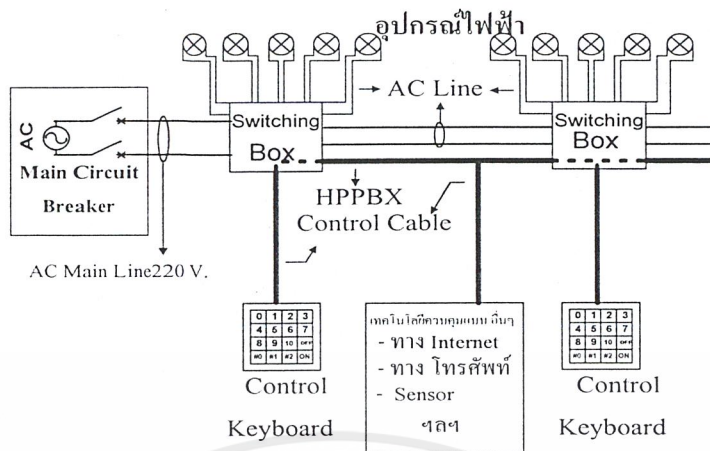 อุปกรณ์ไฟฟ้า
AC Line
AC
Main Circuit
Breaker
Switching
Box
Switching
Box
HPPBX
Control Cable
AC Main Line220 V.
0 1 2 3
4 5 6 7
8 9 10 OFF
#0 #1 #2 ON
Control
Keyboard
เทคโนโลยีควบคุมแบบ อื่นๆ
- ทาง Internet
- ทาง โทรศัพท์
- Sensor
ฯลฯ
0 1 2 3
4 5 6 7
8 9 10 OFF
#0 #1 #2 ON
Control
Keyboard